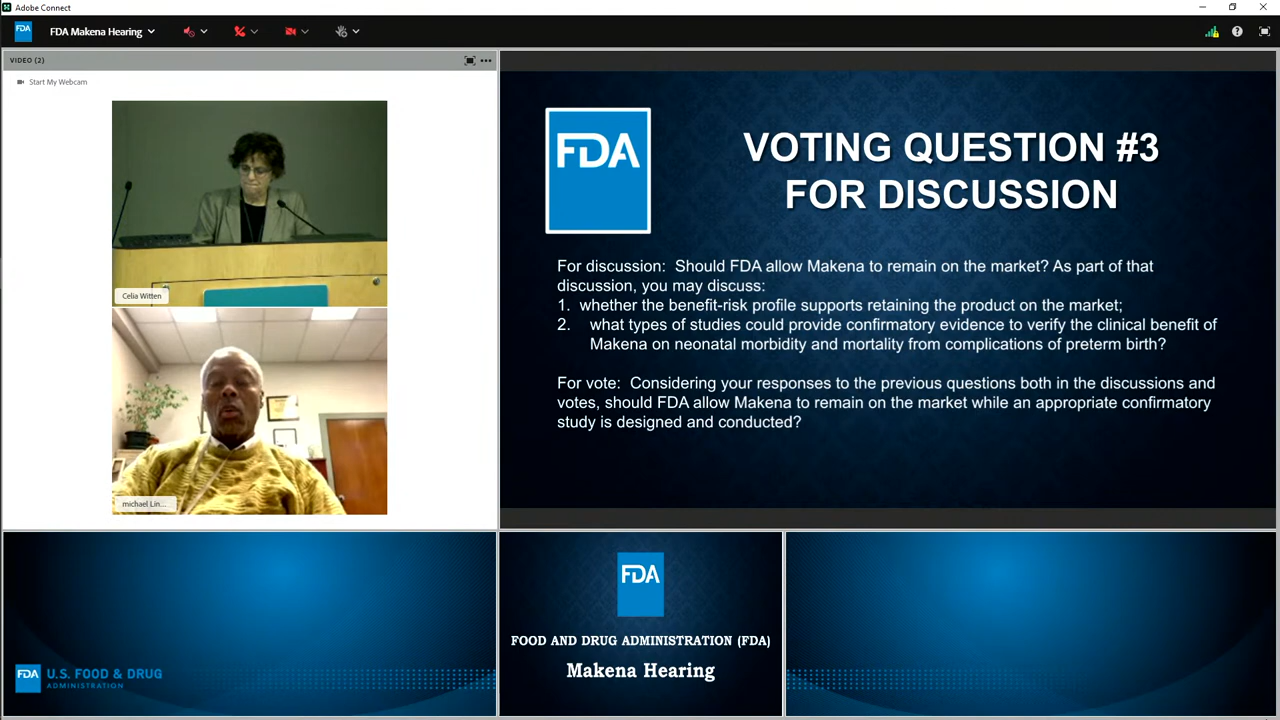 Adobe Connect
FDA
FDA Makena Hearing
VIDEO (2)
Start My Webcam
Celia Witten
michael Lin...
FDA
VOTING QUESTION #3
FOR DISCUSSION
For discussion: Should FDA allow Makena to remain on the market? As part of that
discussion, you may discuss:
1. whether the benefit-risk profile supports retaining the product on the market;
2. what types of studies could provide confirmatory evidence to verify the clinical benefit of
Makena on neonatal morbidity and mortality from complications of preterm birth?
For vote: Considering your responses to the previous questions both in the discussions and
votes, should FDA allow Makena to remain on the market while an appropriate confirmatory
study is designed and conducted?
FDA
U.S. FOOD & DRUG
ADMINISTRATION
FDA
FOOD AND DRUG ADMINISTRATION (FDA)
Makena Hearing